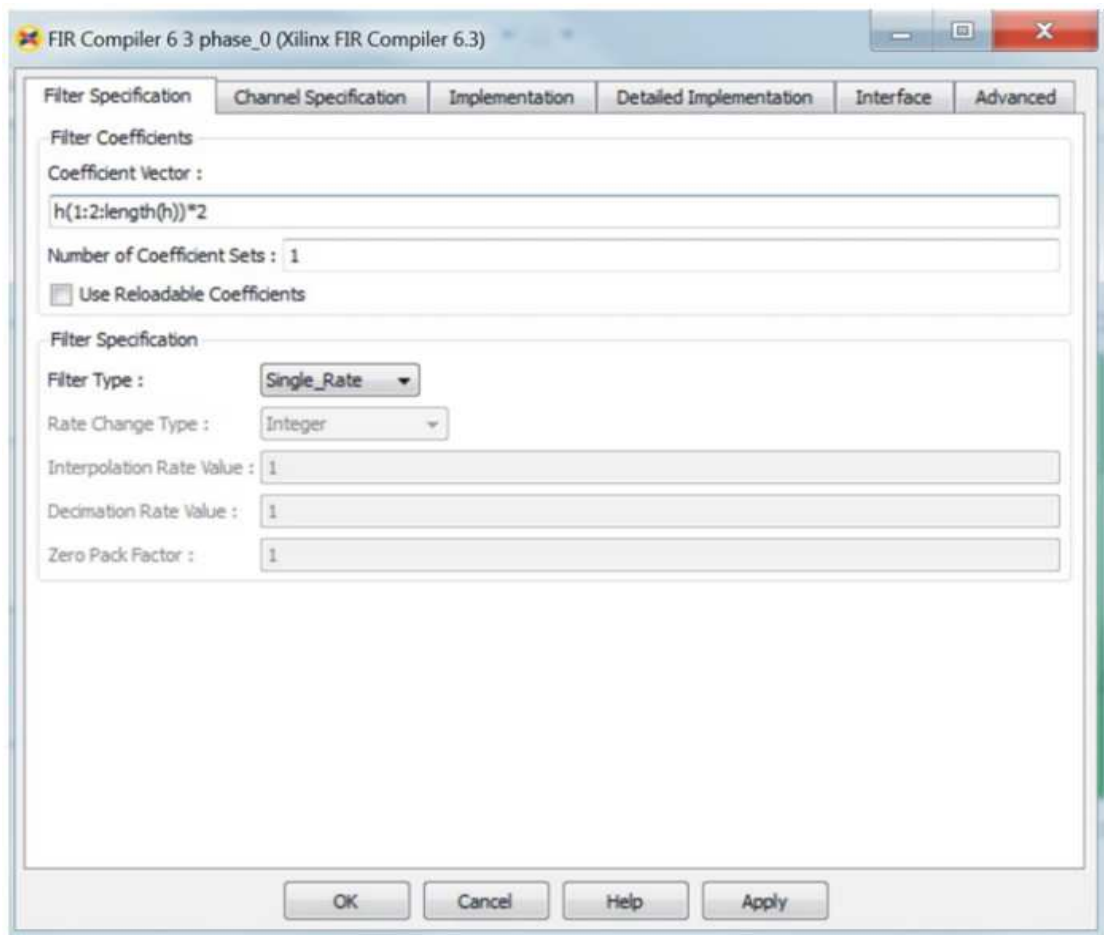 FIR Compiler 6 3 phase_0 (Xilinx FIR Compiler 6.3)
Filter Specification Channel Specification Implementation Detailed Implementation Interface Advanced
Filter Coefficients
Coefficient Vector :
h(1:2:length(h))*2
Number of Coefficient Sets : 1
Use Reloadable Coefficients
Filter Specification
Filter Type : Single_Rate
Rate Change Type : Integer
Interpolation Rate Value : 1
Decimation Rate Value : 1
Zero Pack Factor : 1
OK Cancel Help Apply